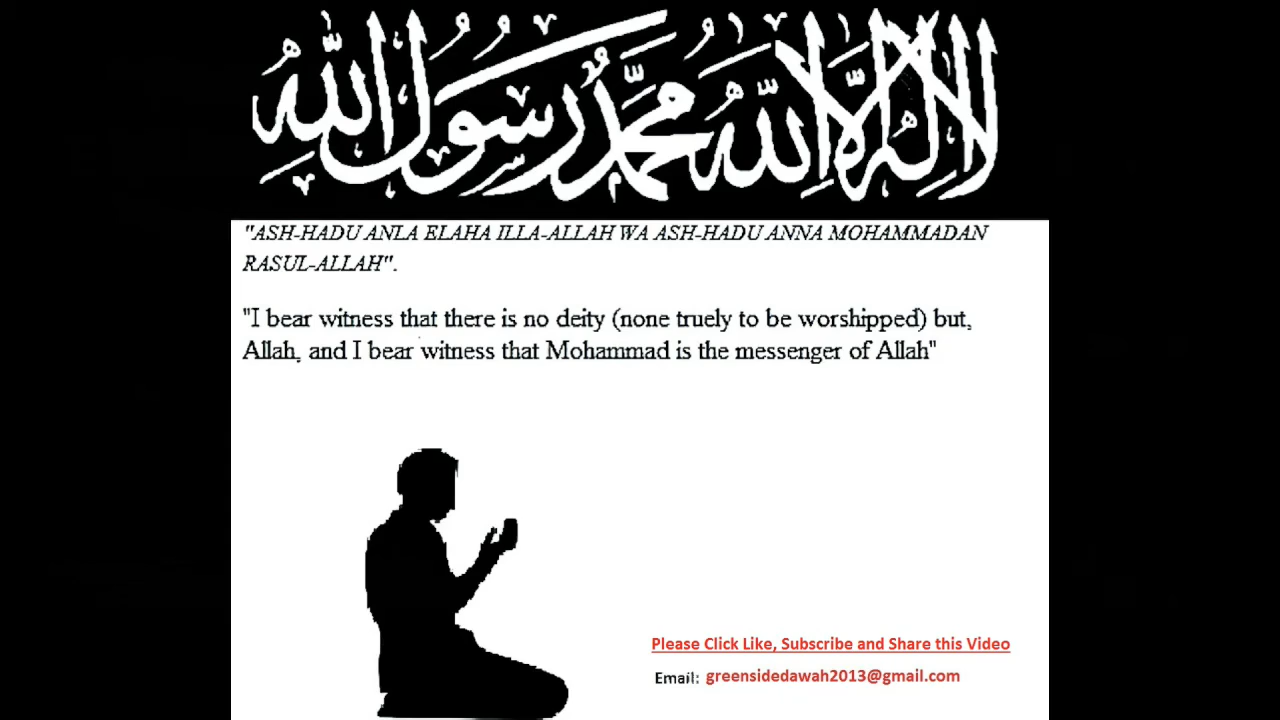 لا إله إلا الله محمد رسول الله
"ASH-HADU ANLA ELAHA ILLA-ALLAH WA ASH-HADU ANNA MOHAMMADAN
RASUL-ALLAH".
"I bear witness that there is no deity (none truely to be worshipped) but,
Allah, and I bear witness that Mohammad is the messenger of Allah"
Please Click Like, Subscribe and Share this Video
Email: greensidedawah2013@gmail.com